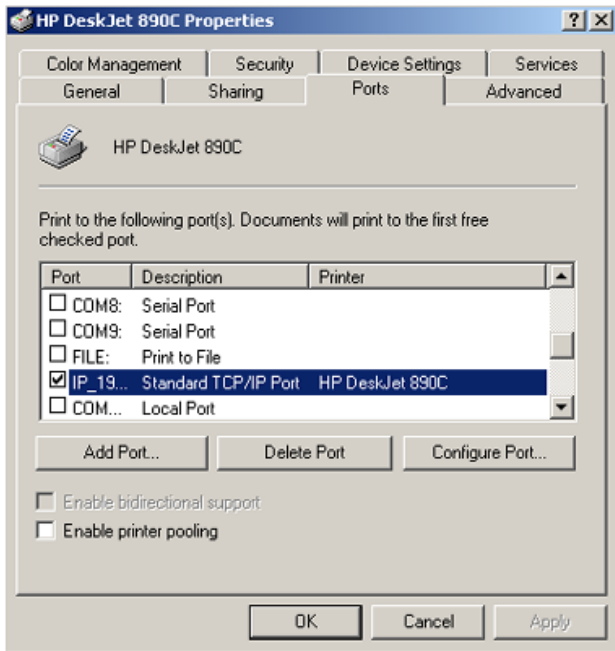 HP DeskJet 890C Properties
Color Management Security Device Settings Services
General Sharing Ports Advanced
HP DeskJet 890C
Print to the following port(s). Documents will print to the first free
checked port.
Port Description Printer
COM8: Serial Port
COM9: Serial Port
FILE: Print to File
IP_19... Standard TCP/IP Port HP DeskJet 890C
COM... Local Port
Add Port... Delete Port Configure Port...
Enable bidirectional support
Enable printer pooling
OK Cancel Apply